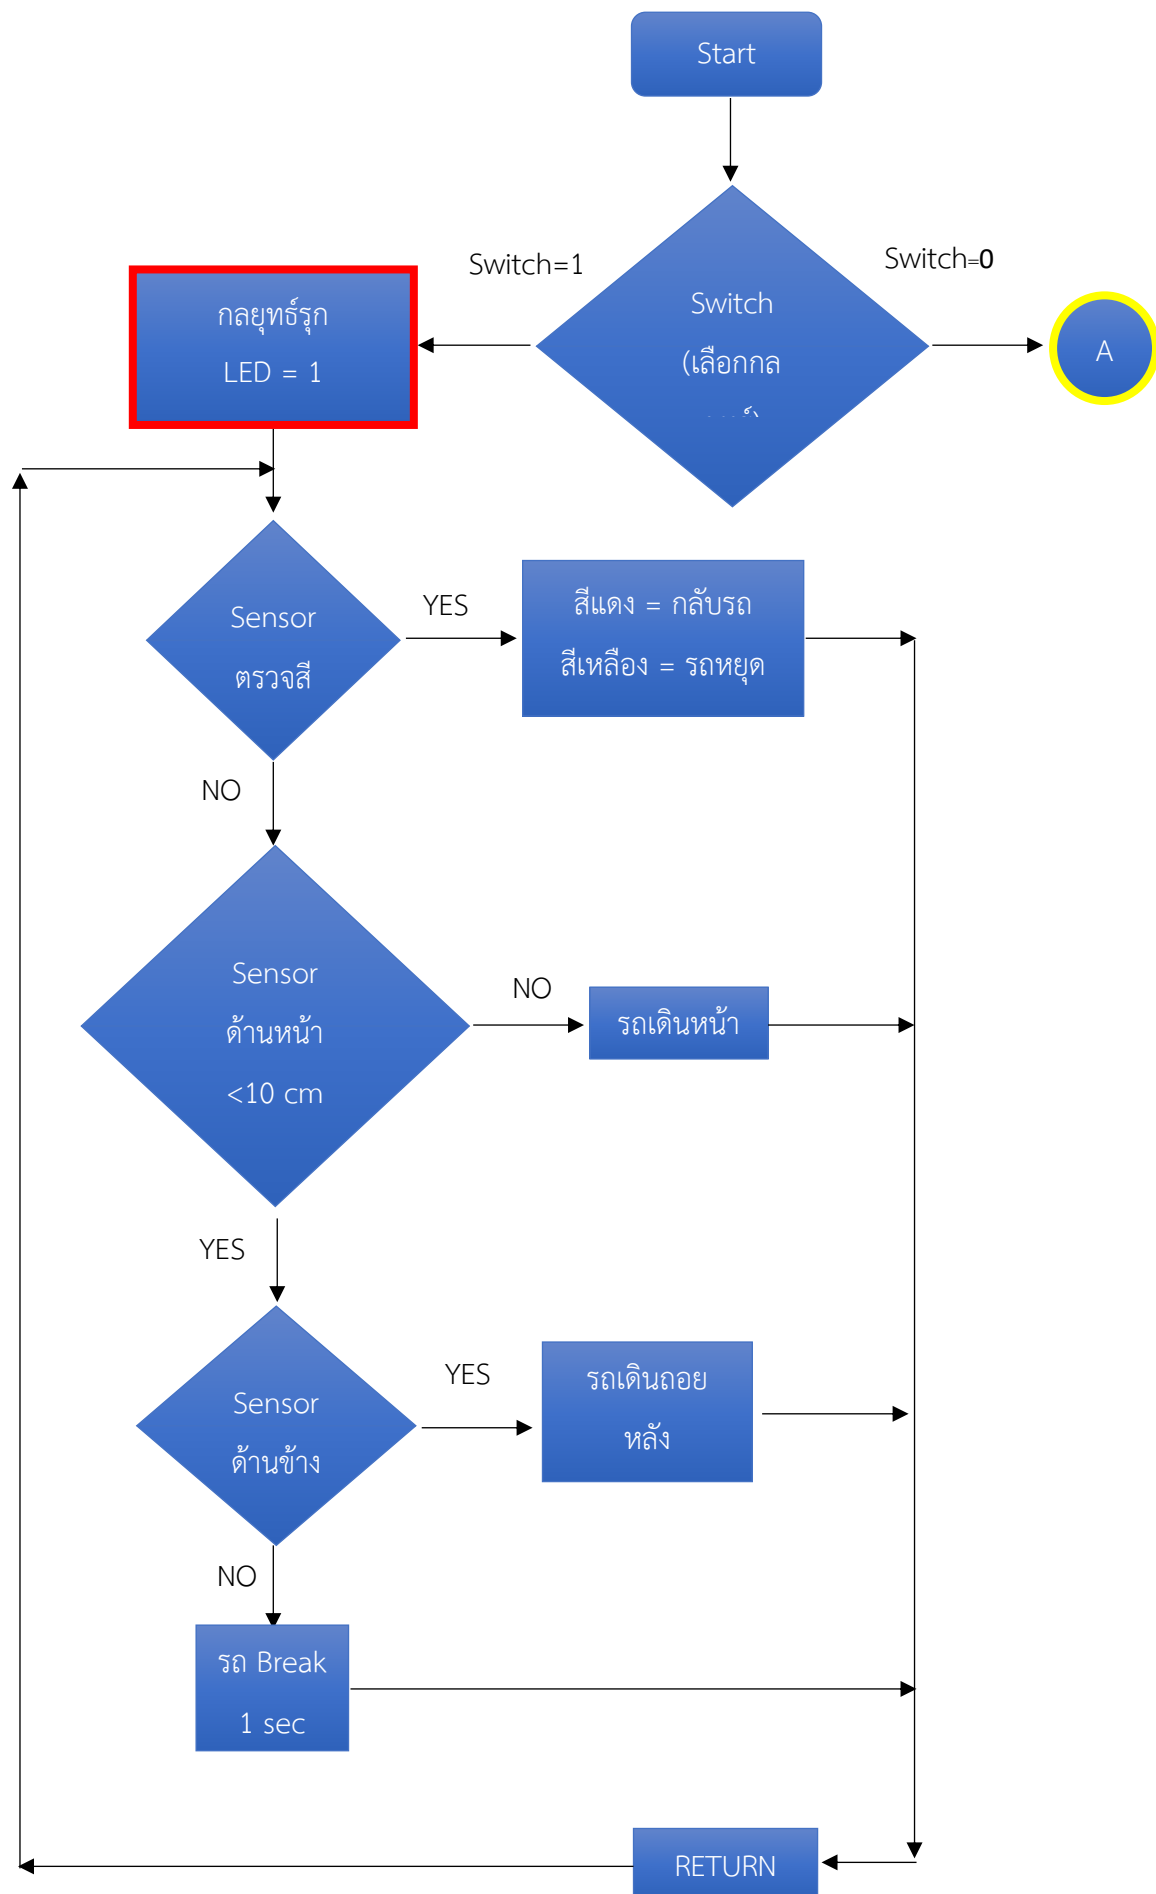 Start
Switch=1
Switch=0
Switch
(เลือกกล
กลยุทธ์รุก
LED = 1
A
Sensor
ตรวจสี
YES
สีแดง = กลับรถ
สีเหลือง = รถหยุด
NO
Sensor
ด้านหน้า
<10 cm
NO
รถเดินหน้า
YES
Sensor
ด้านข้าง
YES
รถเดินถอย
หลัง
NO
รถ Break
1 sec
RETURN